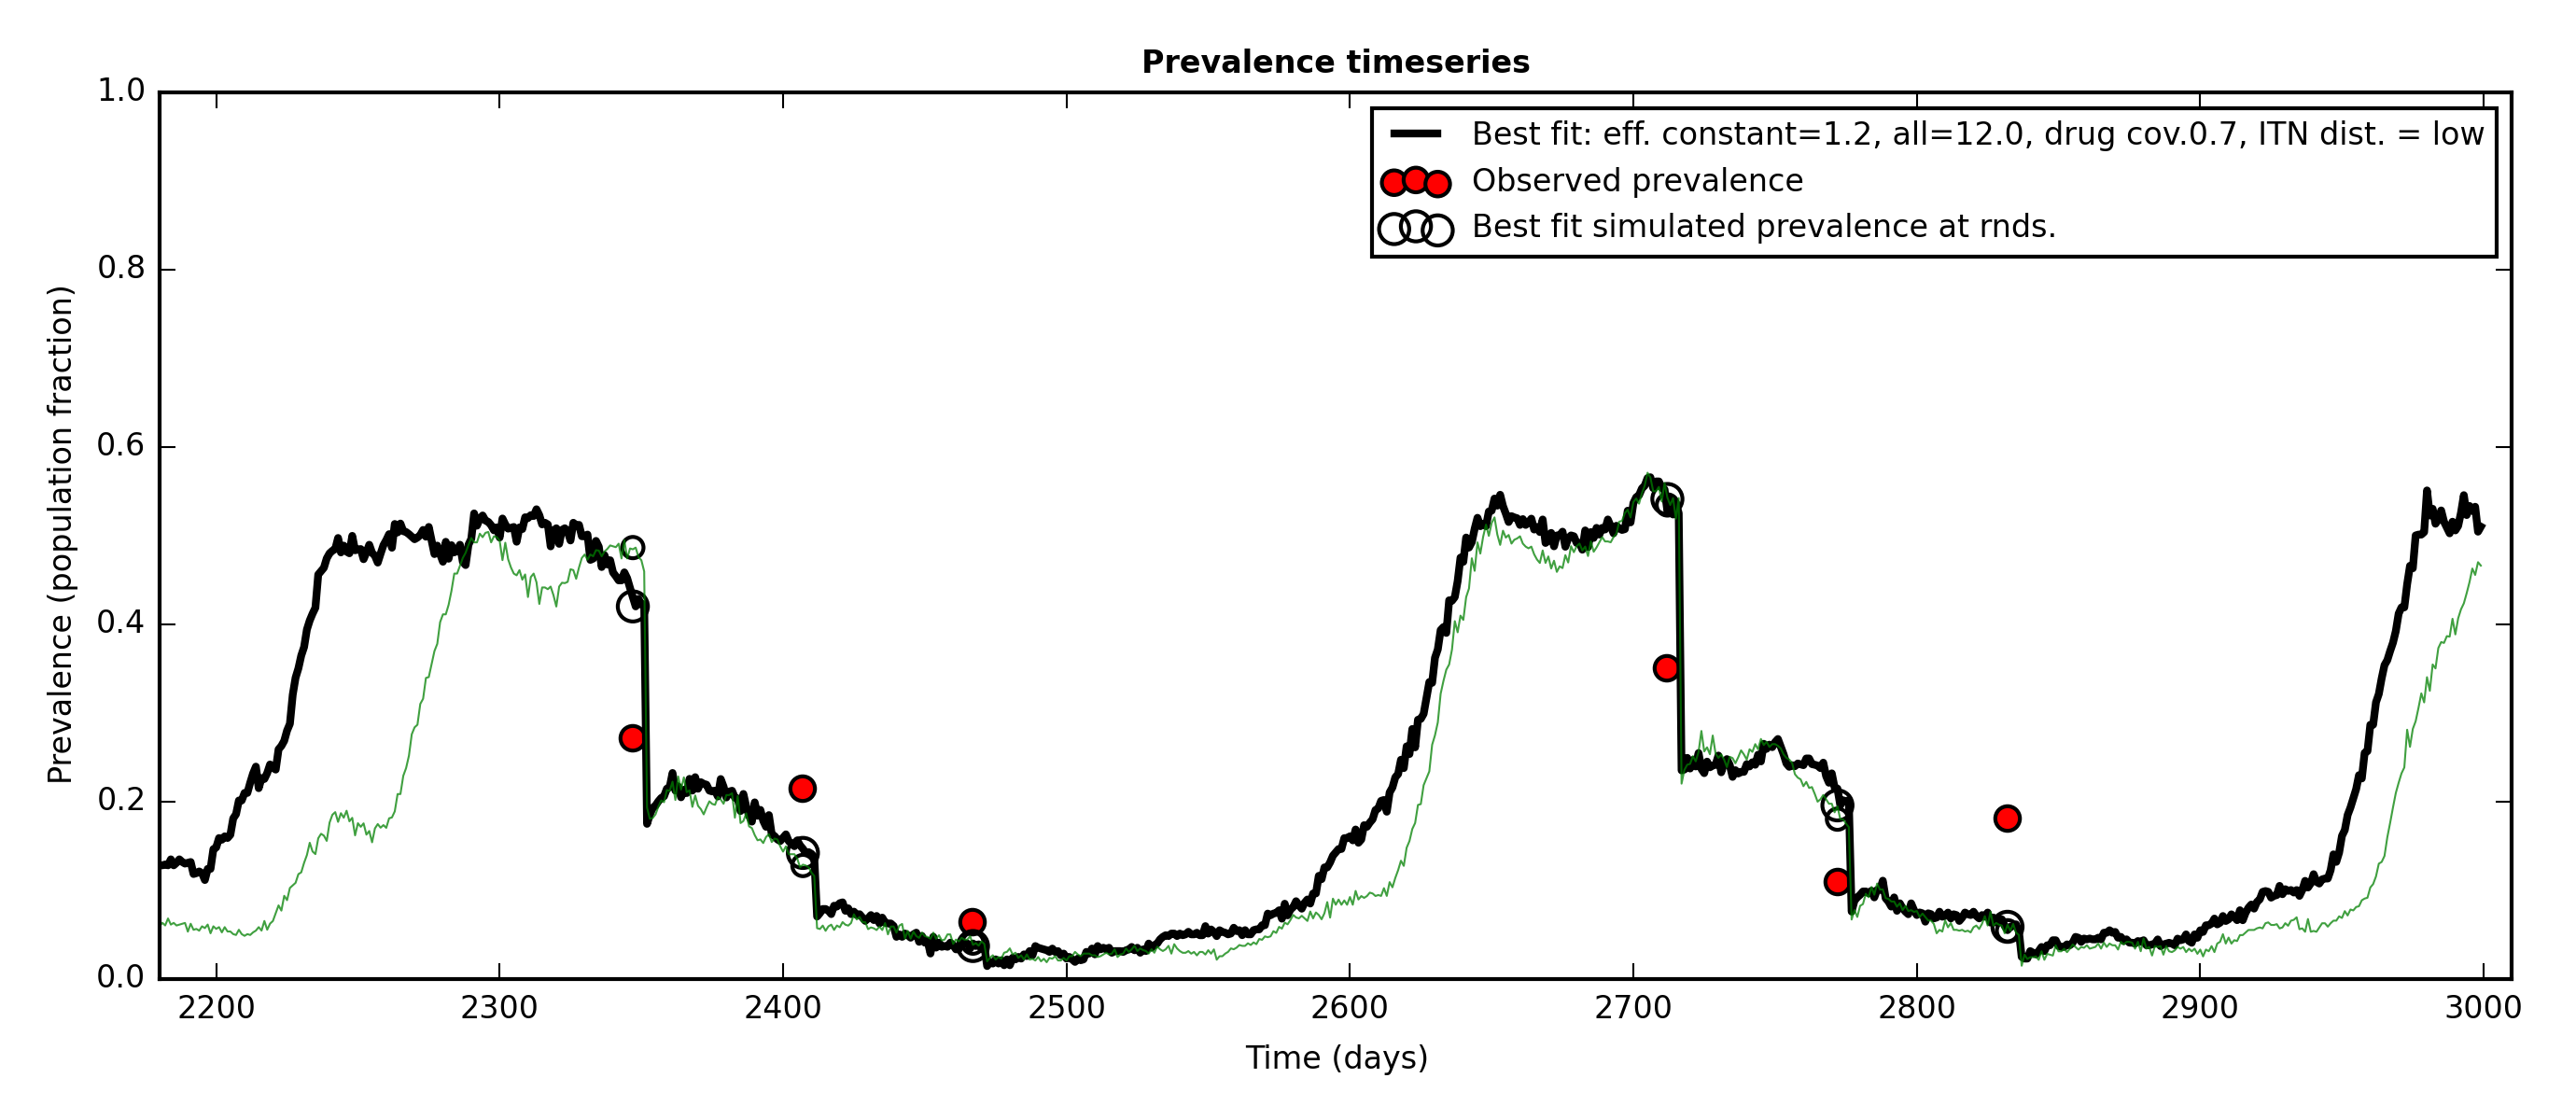 Prevalence timeseries
Best fit: eff. constant=1.2, all=12.0, drug cov.0.7, ITN dist. = low
Observed prevalence
Best fit simulated prevalence at rnds.
Prevalence (population fraction)
1.0
0.8
0.6
0.4
0.2
0.0
2200 2300 2400 2500 2600 2700 2800 2900 3000
Time (days)